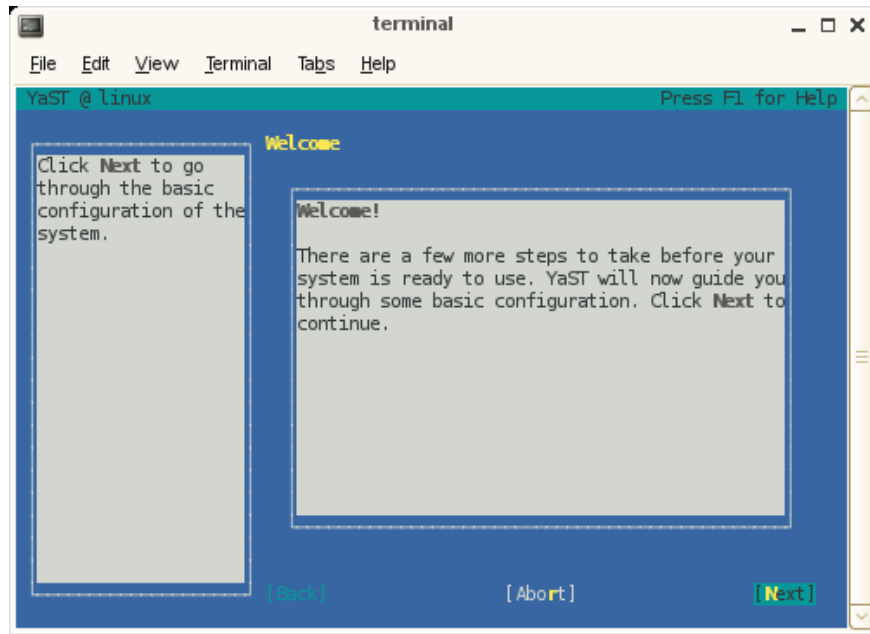 terminal
File Edit View Terminal Tabs Help
YaST @ linux Press F1 for Help
Click Next to go
through the basic
configuration of the
system.
Welcome
Welcome!
There are a few more steps to take before your
system is ready to use. YaST will now guide you
through some basic configuration. Click Next to
continue.
[Back] [Abort] [Next]